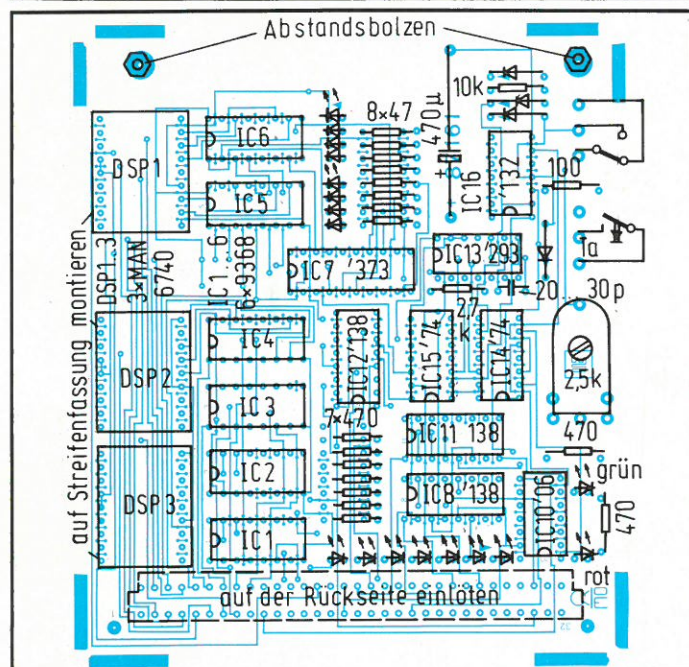 Abstandsbolzen
10k
8×47
470µ
+
IC6
DSP1
IC16
'132
100
IC5
auf Streifenfassung montieren
DSP1...3
3×MAN
6740
IC1...6
6×9368
IC7 '373
IC13 '293
Ta
2,7
k
20...30p
IC4
DSP2
IC12 '138
IC15 '74
IC14 '74
2,5k
IC3
7×470
IC11 138
470
grün
IC2
DSP3
IC8 '138
IC10 '06
470
IC1
rot
auf der Rückseite einlöten